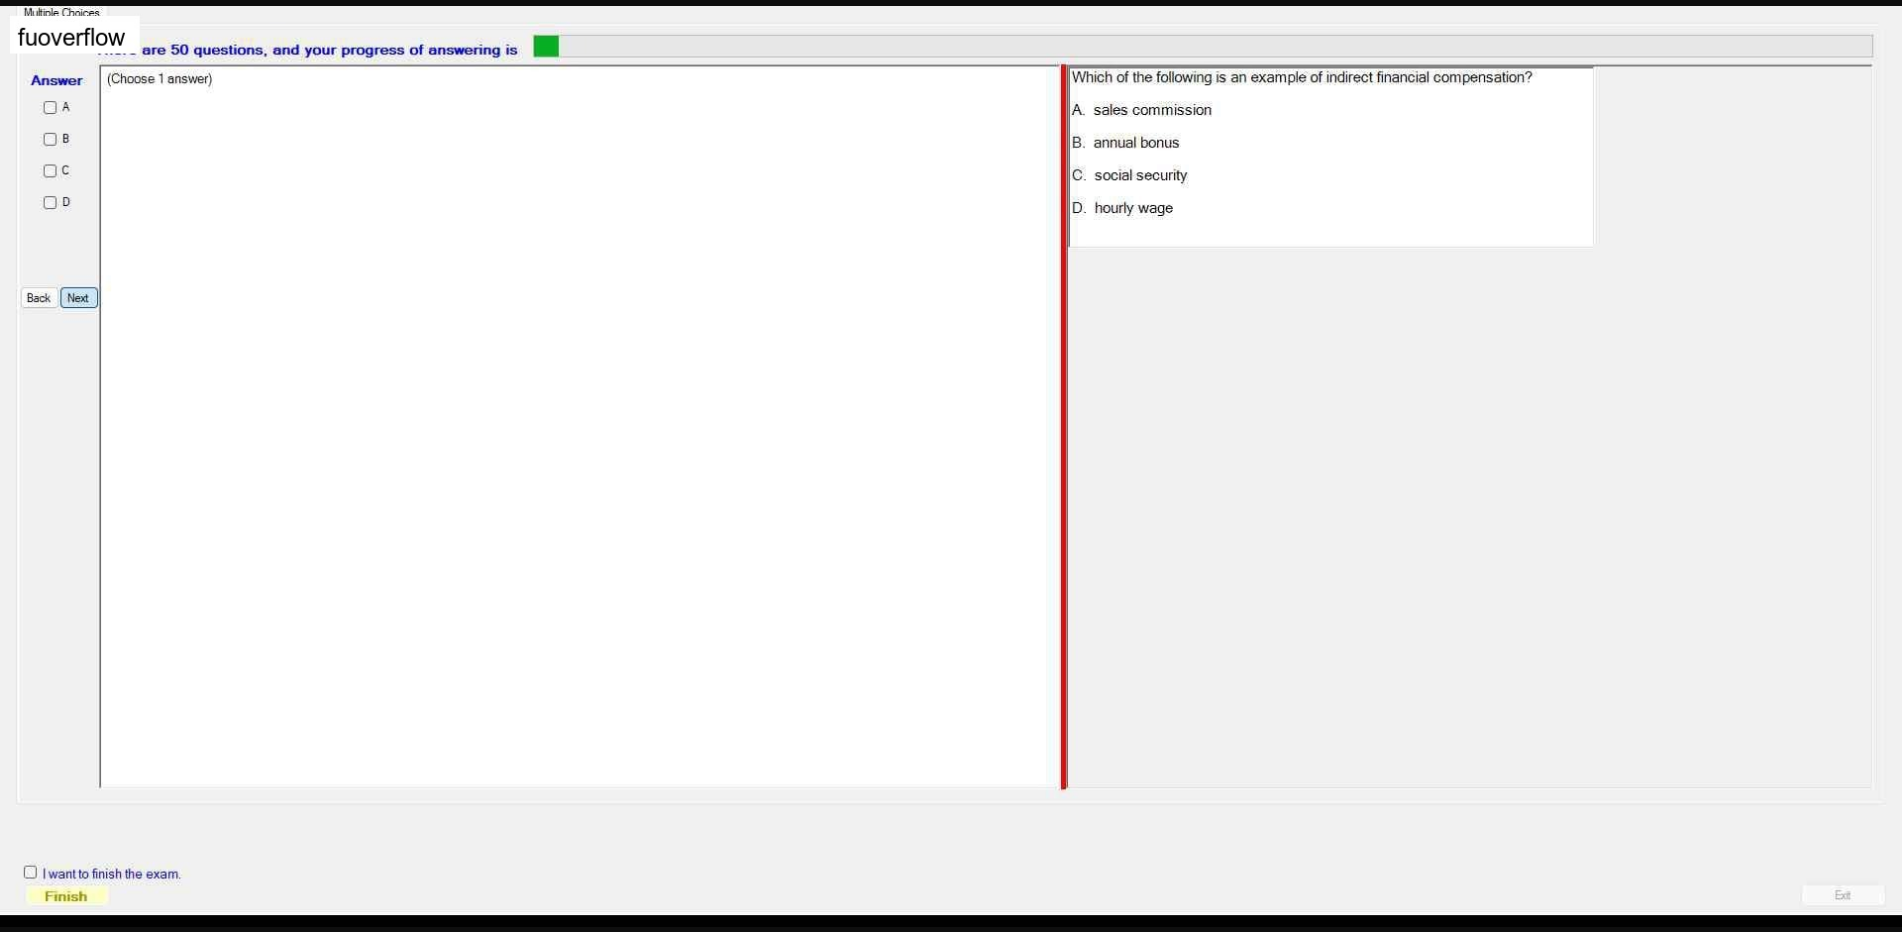 Multiple Choices
fuoverflow
are 50 questions, and your progress of answering is
Answer
(Choose 1 answer)
A
B
C
D
Back
Next
Which of the following is an example of indirect financial compensation?
A. sales commission
B. annual bonus
C. social security
D. hourly wage
I want to finish the exam.
Finish
Exit